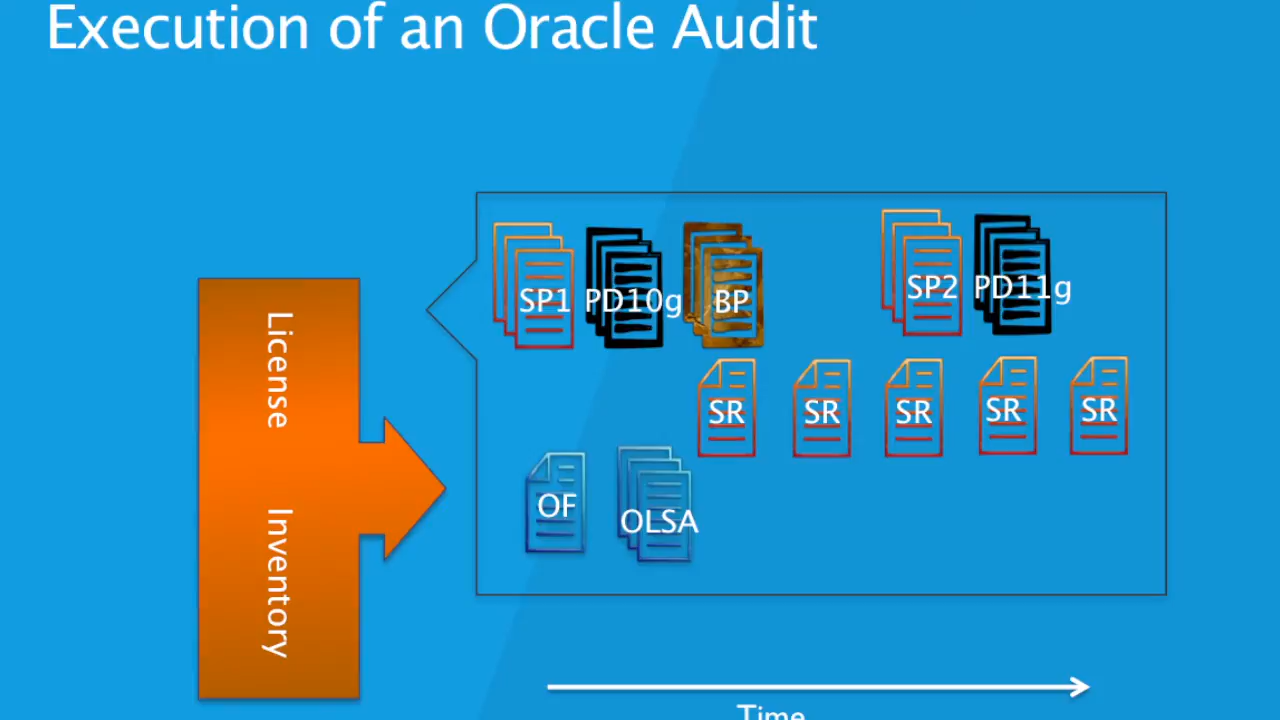 Execution of an Oracle Audit
License Inventory
SP1 PD10g BP SP2 PD11g
SR SR SR SR SR
OF OLSA
Time